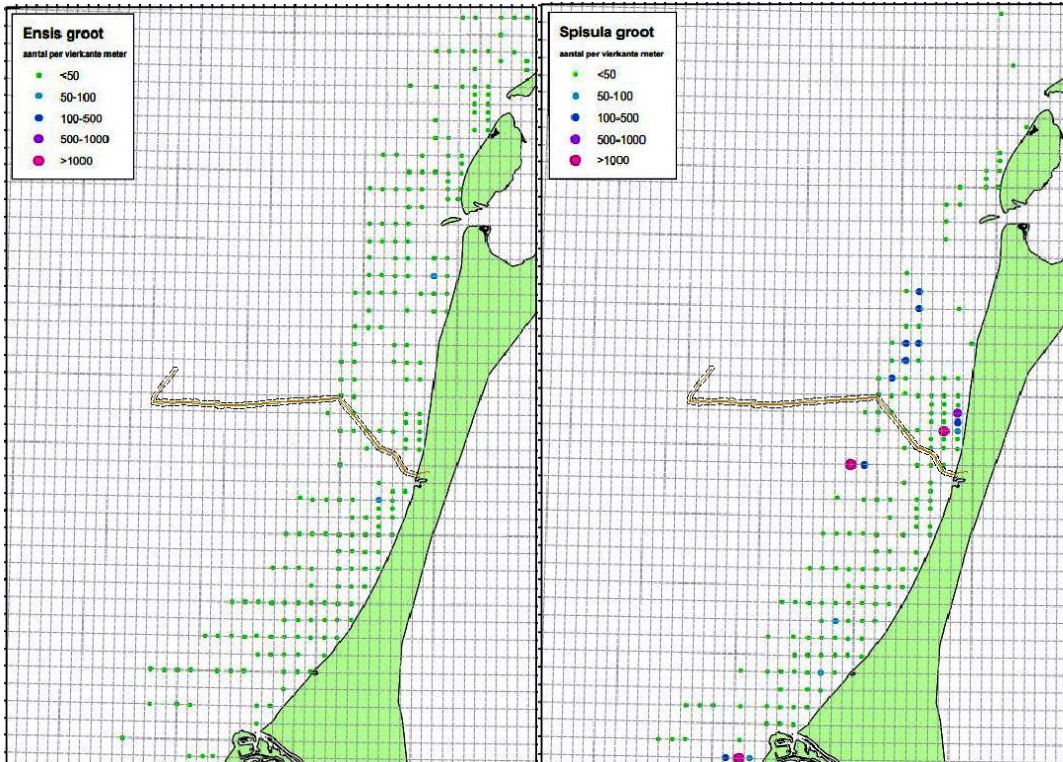 Ensis groot
aantal per vierkante meter
<50
50-100
100-500
500-1000
>1000
Spisula groot
aantal per vierkante meter
<50
50-100
100-500
500-1000
>1000